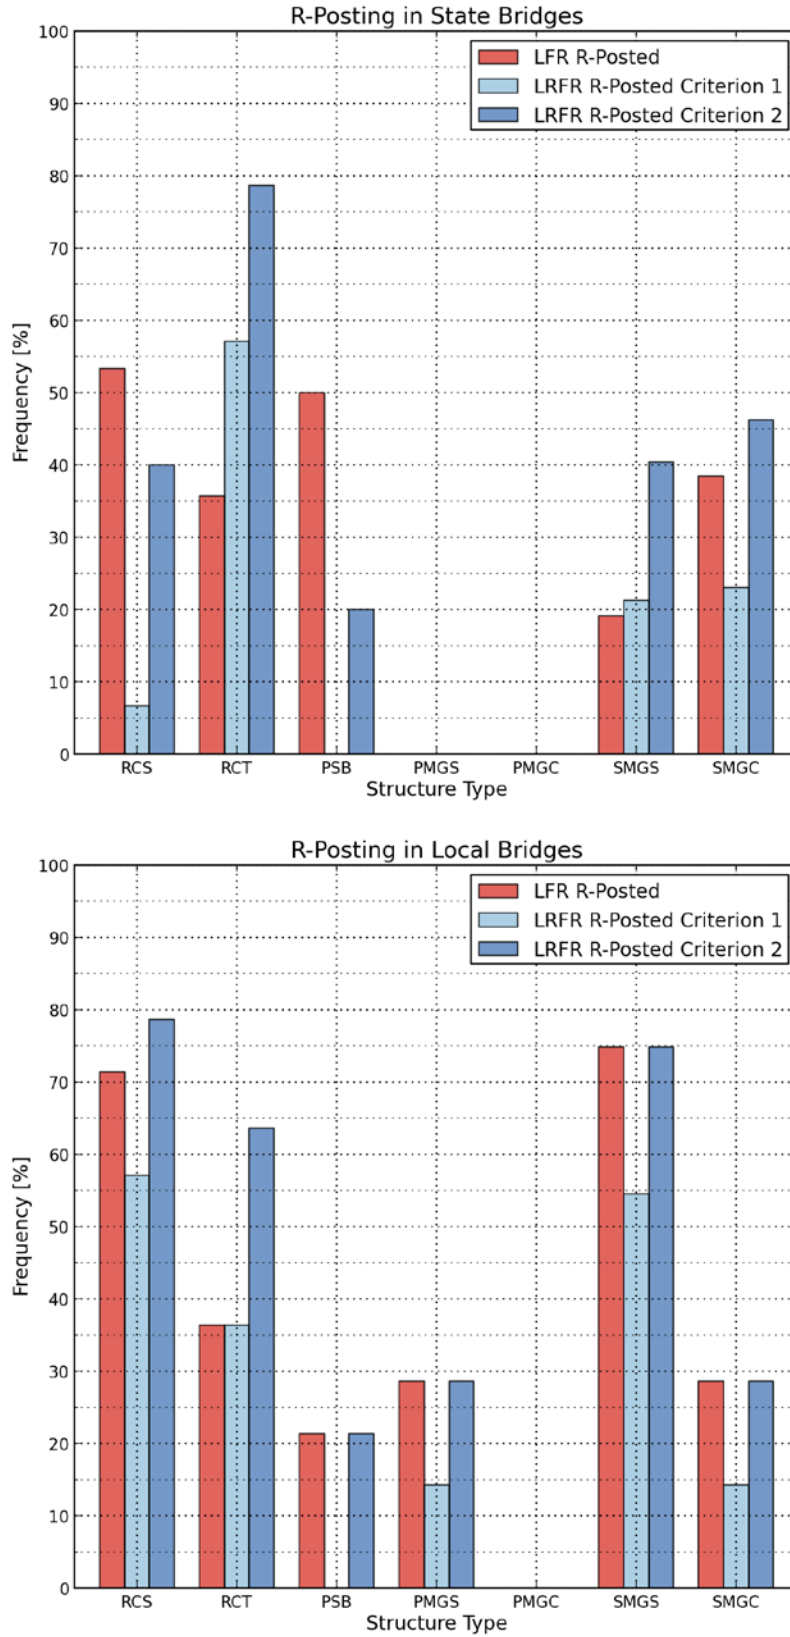 R-Posting in State Bridges
LFR R-Posted
LRFR R-Posted Criterion 1
LRFR R-Posted Criterion 2
Frequency [%]
100
90
80
70
60
50
40
30
20
10
0
RCS RCT PSB PMGS PMGC SMGS SMGC
Structure Type
R-Posting in Local Bridges
LFR R-Posted
LRFR R-Posted Criterion 1
LRFR R-Posted Criterion 2
Frequency [%]
100
90
80
70
60
50
40
30
20
10
0
RCS RCT PSB PMGS PMGC SMGS SMGC
Structure Type